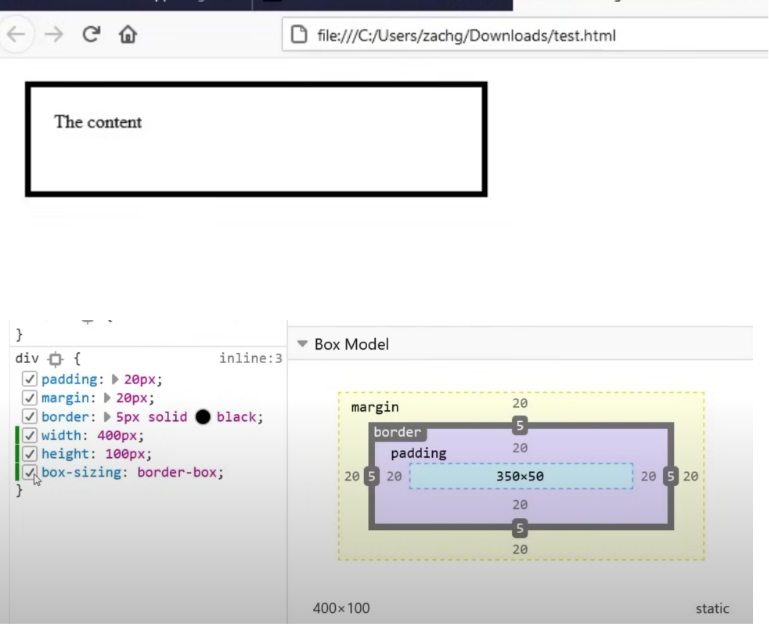 file:///C:/Users/zachg/Downloads/test.html
The content
}
div { inline:3
padding: 20px;
margin: 20px;
border: 5px solid black;
width: 400px;
height: 100px;
box-sizing: border-box;
}
Box Model
margin 20
border 5
padding 20
20 5 20 350×50 20 5 20
20
5
20
400×100 static